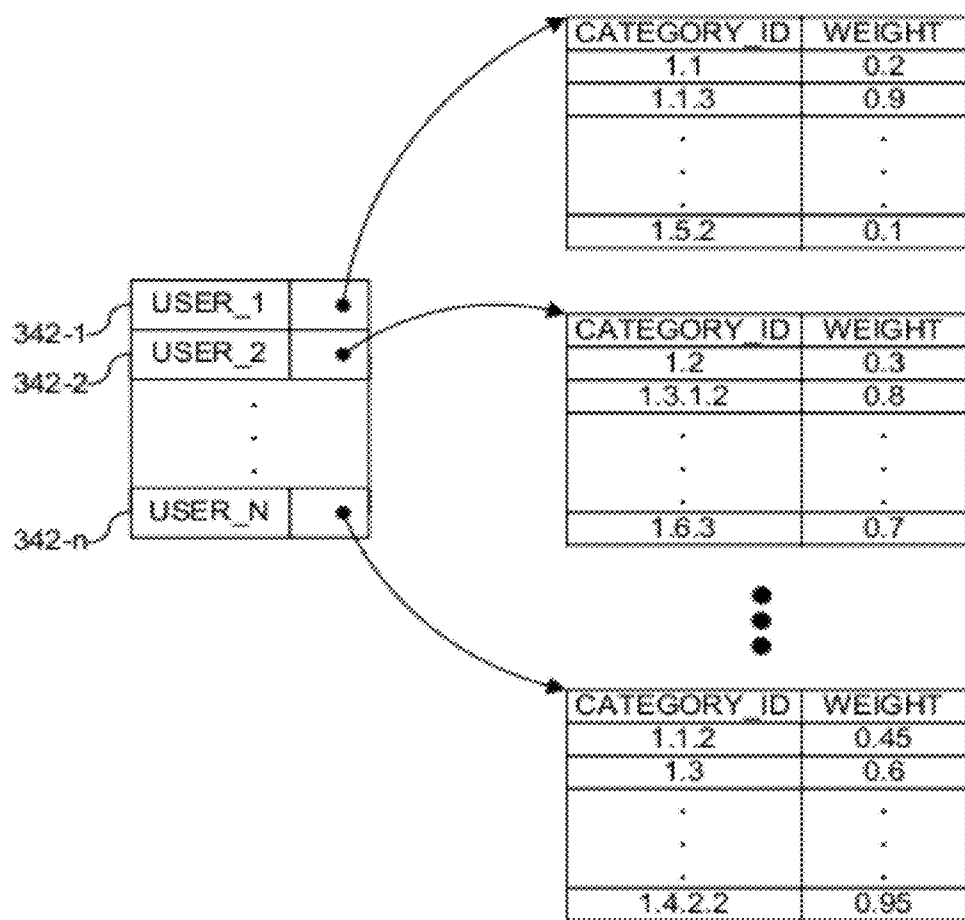 CATEGORY_ID WEIGHT
1.1 0.2
1.1.3 0.9
1.5.2 0.1
342-1 USER_1
342-2 USER_2
342-n USER_N
CATEGORY_ID WEIGHT
1.2 0.3
1.3.1.2 0.8
1.6.3 0.7
CATEGORY_ID WEIGHT
1.1.2 0.45
1.3 0.6
1.4.2.2 0.95